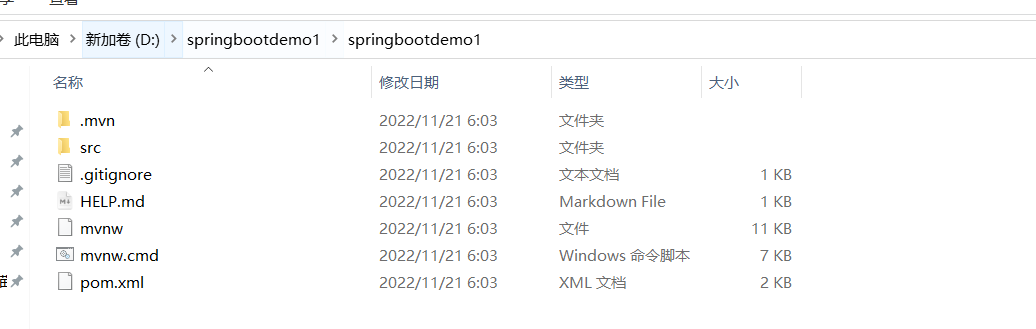 查看
此电脑 新加卷 (D:) springbootdemo1 springbootdemo1
名称 修改日期 类型 大小
.mvn 2022/11/21 6:03 文件夹
src 2022/11/21 6:03 文件夹
.gitignore 2022/11/21 6:03 文本文档 1 KB
HELP.md 2022/11/21 6:03 Markdown File 1 KB
mvnw 2022/11/21 6:03 文件 11 KB
mvnw.cmd 2022/11/21 6:03 Windows 命令脚本 7 KB
pom.xml 2022/11/21 6:03 XML 文档 2 KB